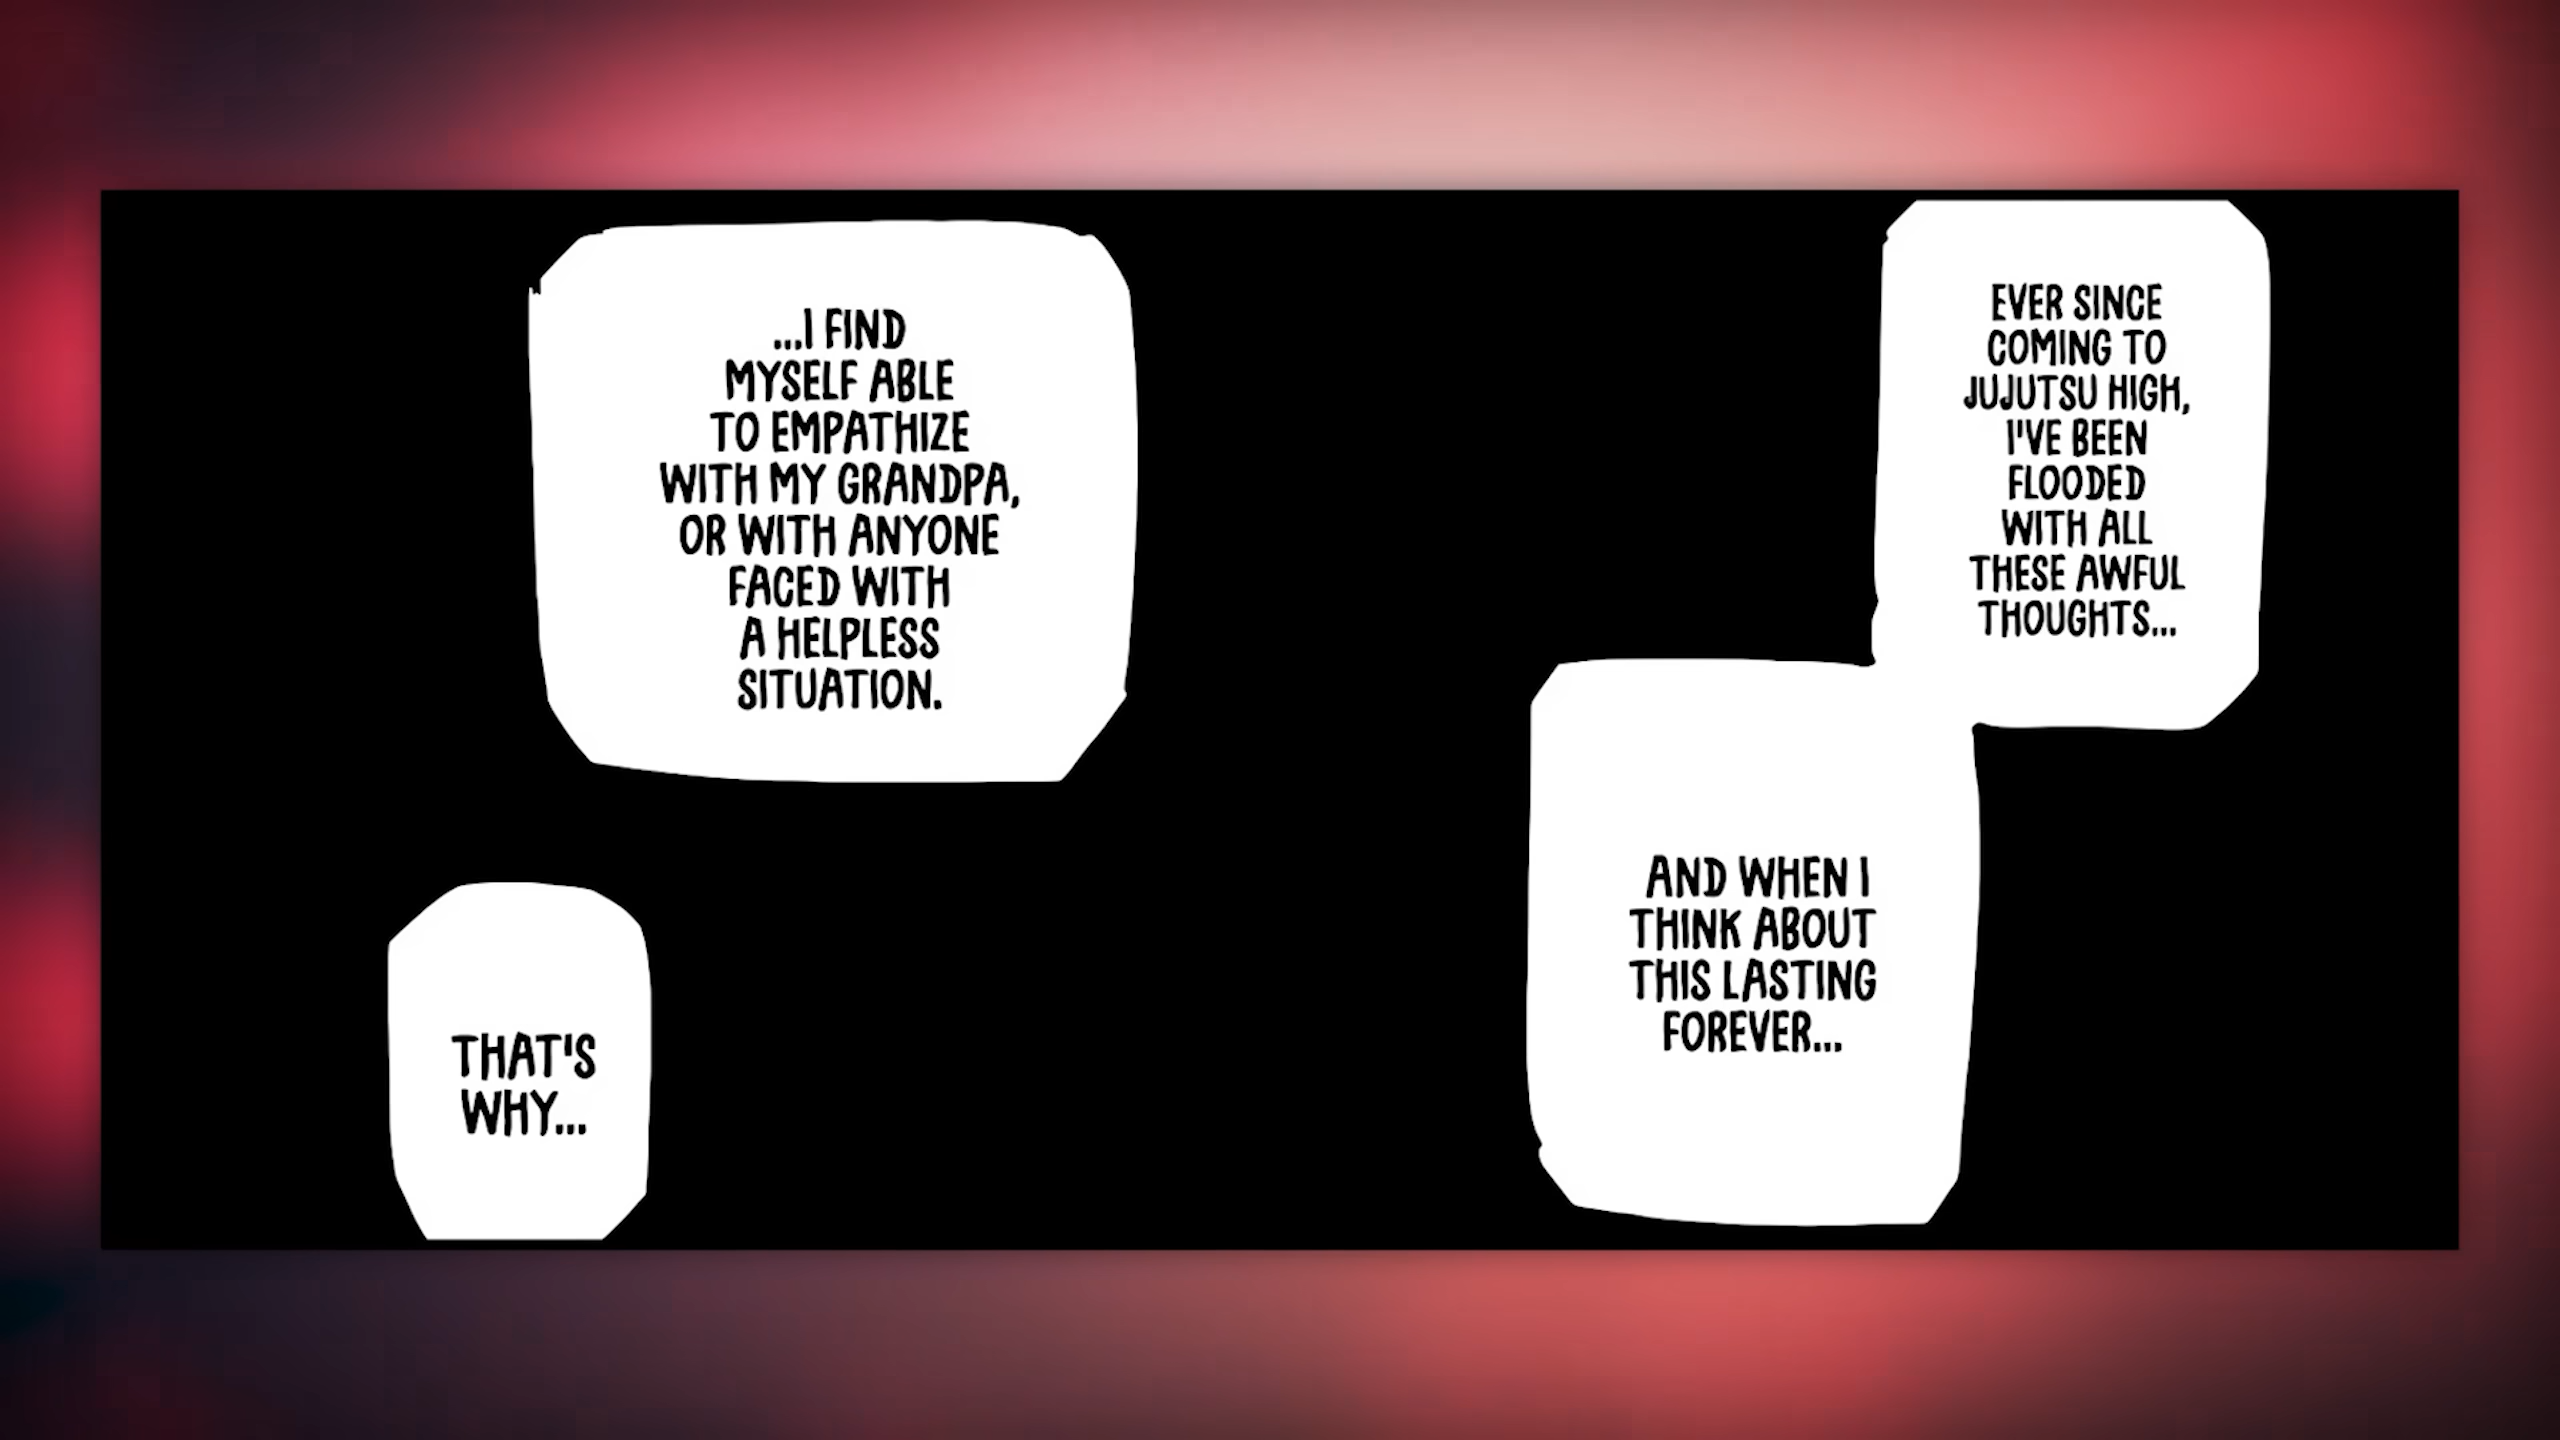 EVER SINCE
COMING TO
JUJUTSU HIGH,
I'VE BEEN
FLOODED
WITH ALL
THESE AWFUL
THOUGHTS...
AND WHEN I
THINK ABOUT
THIS LASTING
FOREVER...
...I FIND
MYSELF ABLE
TO EMPATHIZE
WITH MY GRANDPA,
OR WITH ANYONE
FACED WITH
A HELPLESS
SITUATION.
THAT'S
WHY...